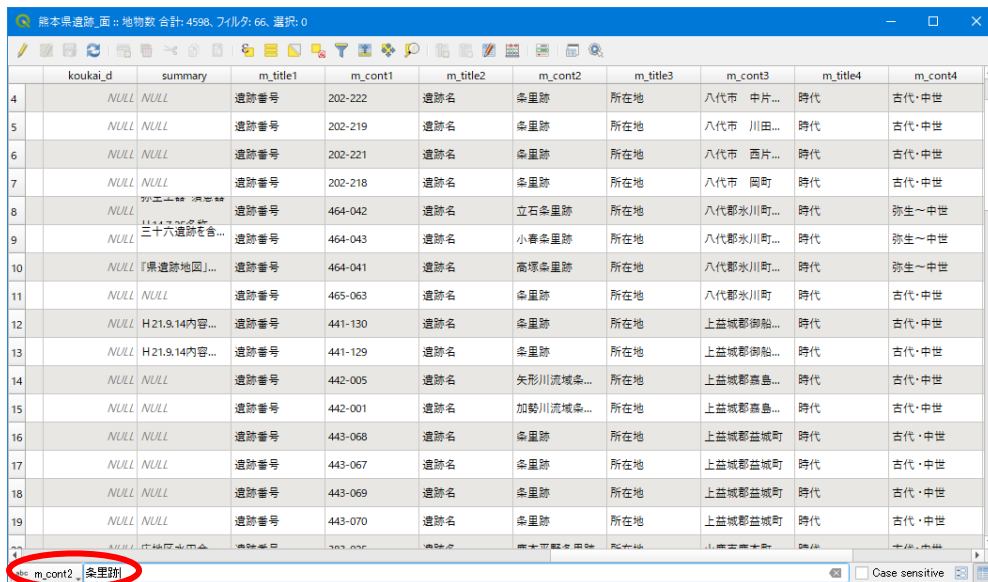 熊本県遺跡_面 :: 地物数 合計: 4598、フィルタ: 66、選択: 0
koukai_d summary m_title1 m_cont1 m_title2 m_cont2 m_title3 m_cont3 m_title4 m_cont4
4 NULL NULL 遺跡番号 202-222 遺跡名 条里跡 所在地 八代市 中片... 時代 古代・中世
5 NULL NULL 遺跡番号 202-219 遺跡名 条里跡 所在地 八代市 川田... 時代 古代・中世
6 NULL NULL 遺跡番号 202-221 遺跡名 条里跡 所在地 八代市 西片... 時代 古代・中世
7 NULL NULL 遺跡番号 202-218 遺跡名 条里跡 所在地 八代市 岡町 時代 古代・中世
8 NULL 遺跡番号 464-042 遺跡名 立石条里跡 所在地 八代郡氷川町... 時代 弥生～中世
9 NULL 三十六遺跡を含... 遺跡番号 464-043 遺跡名 小春条里跡 所在地 八代郡氷川町... 時代 弥生～中世
10 NULL 『県遺跡地図』... 遺跡番号 464-041 遺跡名 高塚条里跡 所在地 八代郡氷川町... 時代 弥生～中世
11 NULL NULL 遺跡番号 465-063 遺跡名 条里跡 所在地 八代郡氷川町 時代 古代・中世
12 NULL H21.9.14内容... 遺跡番号 441-130 遺跡名 条里跡 所在地 上益城郡御船... 時代 古代・中世
13 NULL H21.9.14内容... 遺跡番号 441-129 遺跡名 条里跡 所在地 上益城郡御船... 時代 古代・中世
14 NULL NULL 遺跡番号 442-005 遺跡名 矢形川流域条... 所在地 上益城郡嘉島... 時代 古代・中世
15 NULL NULL 遺跡番号 442-001 遺跡名 加勢川流域条... 所在地 上益城郡嘉島... 時代 古代・中世
16 NULL NULL 遺跡番号 443-068 遺跡名 条里跡 所在地 上益城郡益城町 時代 古代・中世
17 NULL NULL 遺跡番号 443-067 遺跡名 条里跡 所在地 上益城郡益城町 時代 古代・中世
18 NULL NULL 遺跡番号 443-069 遺跡名 条里跡 所在地 上益城郡益城町 時代 古代・中世
19 NULL NULL 遺跡番号 443-070 遺跡名 条里跡 所在地 上益城郡益城町 時代 古代・中世
abc m_cont2 条里跡 Case sensitive